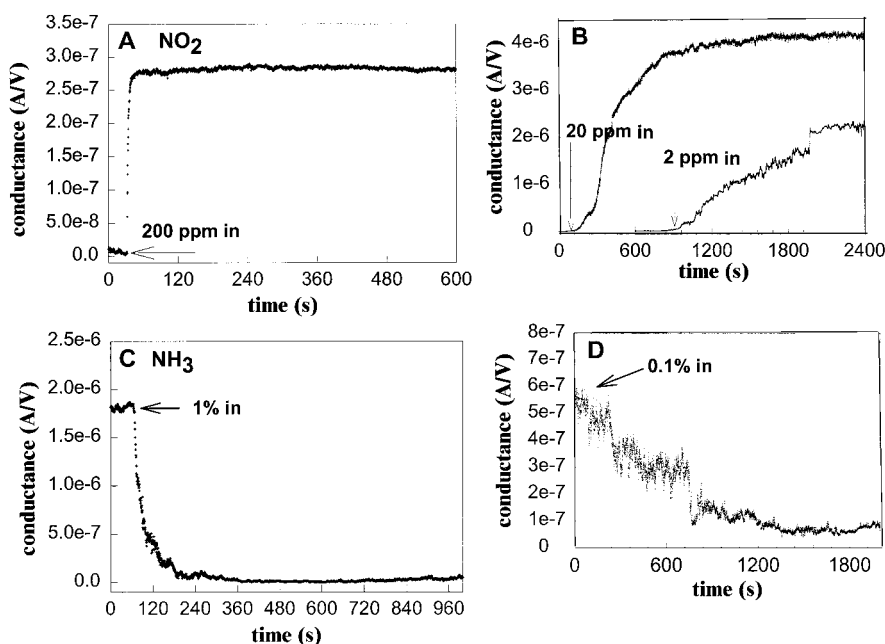 A NO2
3.5e-7
3.0e-7
2.5e-7
2.0e-7
1.5e-7
1.0e-7
5.0e-8
0.0
conductance (A/V)
200 ppm in
0 120 240 360 480 600
time (s)
B
4e-6
3e-6
2e-6
1e-6
0
conductance (A/V)
20 ppm in
2 ppm in
0 600 1200 1800 2400
time (s)
C NH3
2.5e-6
2.0e-6
1.5e-6
1.0e-6
5.0e-7
0.0
conductance (A/V)
1% in
0 120 240 360 480 600 720 840 960
time (s)
D
8e-7
7e-7
6e-7
5e-7
4e-7
3e-7
2e-7
1e-7
0
conductance (A/V)
0.1% in
0 600 1200 1800
time (s)